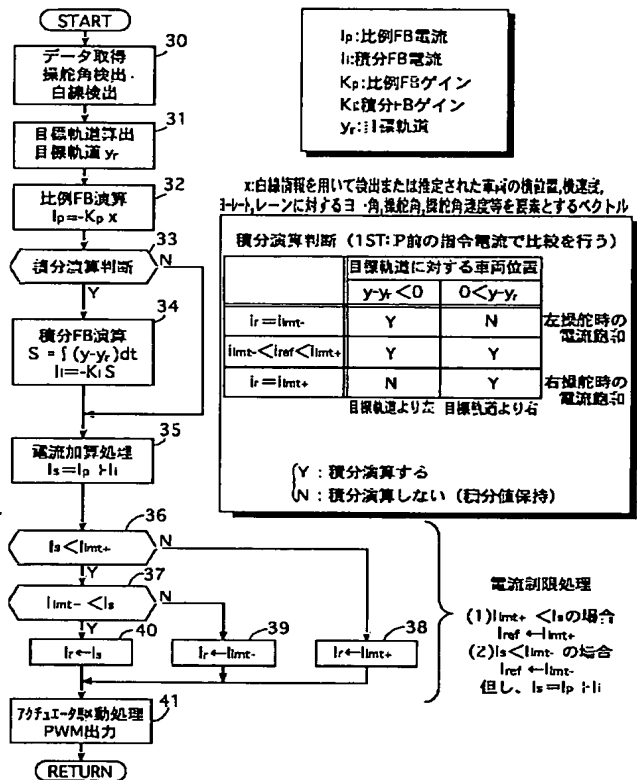 START
30
データ取得
操舵角検出・
白線検出
31
目標軌道算出
目標軌道 yr
32
比例FB演算
Ip=-Kp x
33
積分演算判断
N
Y
34
積分FB演算
S = ∫ (y-yr)dt
Ii=-Ki S
35
電流加算処理
Is=Ip+Ii
36
Is<Ilmt+
N
Y
37
Ilmt-<Is
N
Y
40
Ir←Is
39
Ir←Ilmt-
38
Ir←Ilmt+
41
アクチュエータ駆動処理
PWM出力
RETURN
Ip:比例FB電流
Ii:積分FB電流
Kp:比例FBゲイン
Ki:積分FBゲイン
yr:目標軌道
x:白線情報を用いて検出または推定された車両の横位置,横速度,
ヨーレート,レーンに対するヨー角,操舵角,操舵角速度等を要素とするベクトル
積分演算判断 (1STEP前の指令電流で比較を行う)
目標軌道に対する車両位置
y-yr<0 0<y-yr
ir=ilmt- Y N 左操舵時の
電流飽和
ilmt-<iref<ilmt+ Y Y
ir=ilmt+ N Y 右操舵時の
電流飽和
目標軌道より左 目標軌道より右
Y:積分演算する
N:積分演算しない (積分値保持)
電流制限処理
(1)Ilmt+ <Isの場合
Iref ←Ilmt+
(2)Is<Ilmt- の場合
Iref ←Ilmt-
但し、Is=Ip+Ii